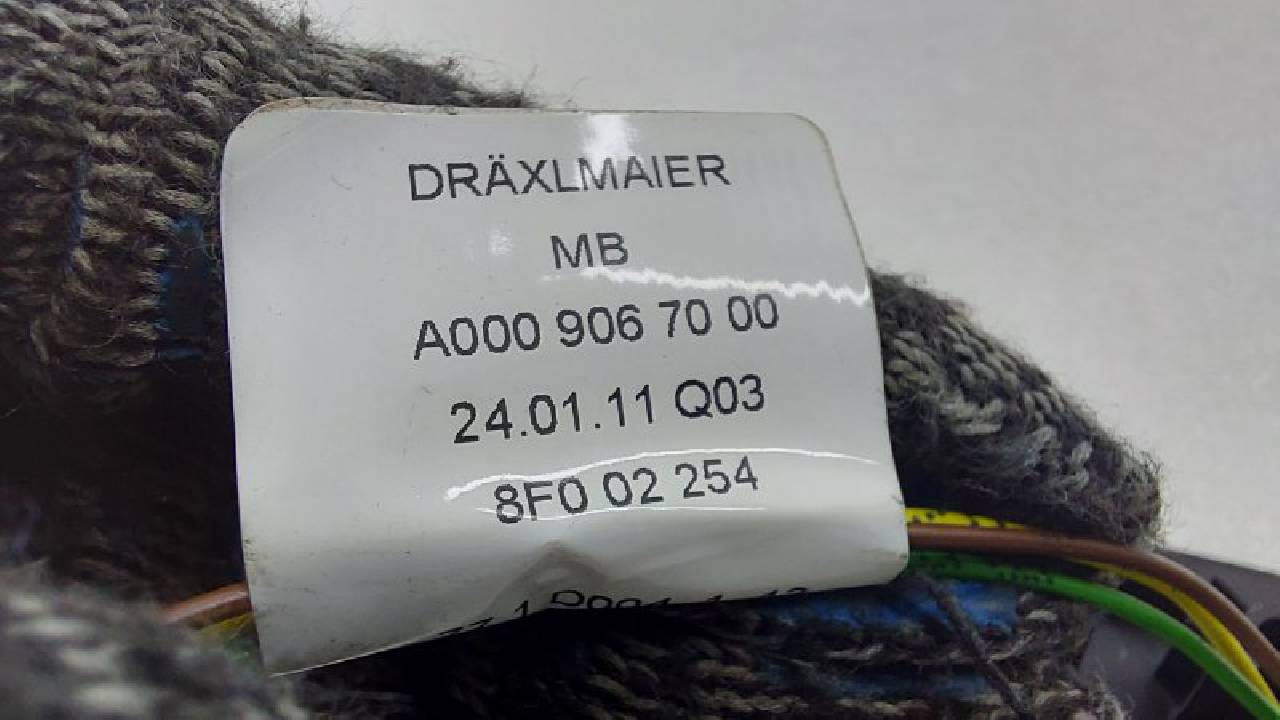 DRÄXLMAIER
MB
A000 906 70 00
24.01.11 Q03
8F0 02 254